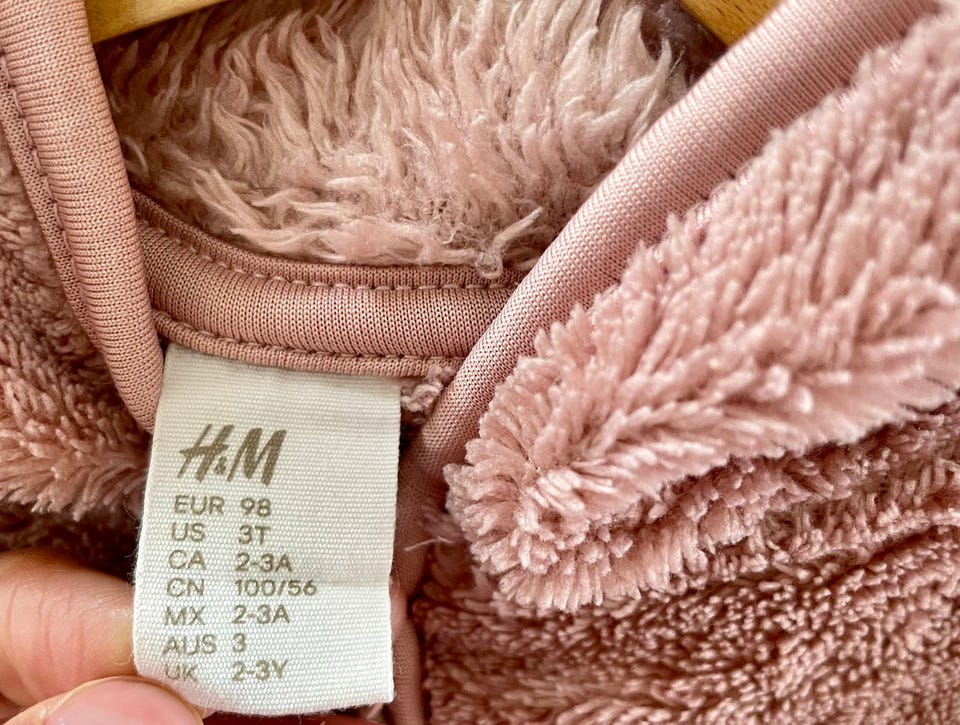 H&M
EUR 98
US 3T
CA 2-3A
CN 100/56
MX 2-3A
AUS 3
UK 2-3Y